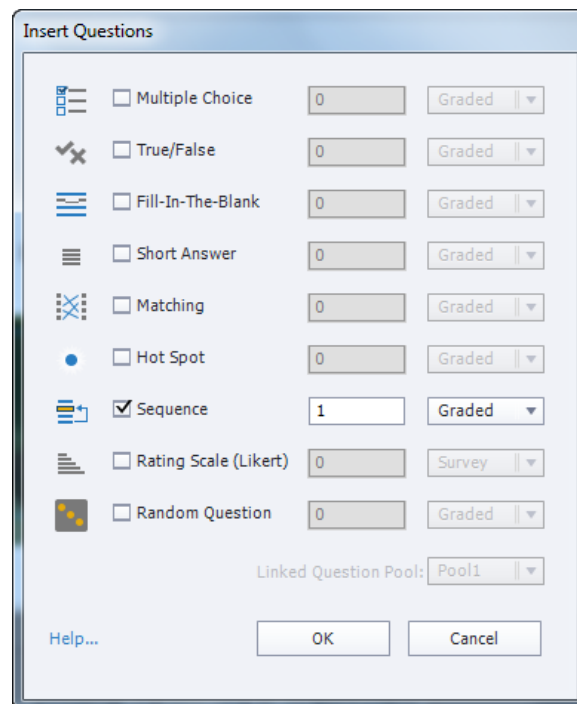 Insert Questions
Multiple Choice 0 Graded
True/False 0 Graded
Fill-In-The-Blank 0 Graded
Short Answer 0 Graded
Matching 0 Graded
Hot Spot 0 Graded
Sequence 1 Graded
Rating Scale (Likert) 0 Survey
Random Question 0 Graded
Linked Question Pool: Pool1
Help... OK Cancel